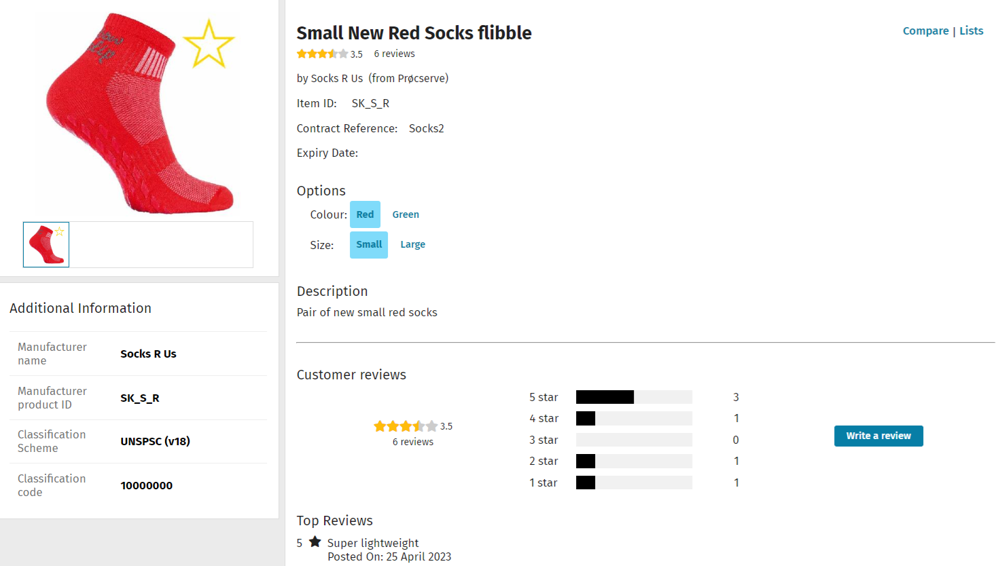 Small New Red Socks flibble
Compare | Lists
3.5 6 reviews
by Socks R Us (from Prøcserve)
Item ID: SK_S_R
Contract Reference: Socks2
Expiry Date:
Options
Colour: Red Green
Size: Small Large
Description
Pair of new small red socks
Additional Information
Manufacturer
name
Socks R Us
Manufacturer
product ID
SK_S_R
Classification
Scheme
UNSPSC (v18)
Classification
code
10000000
Customer reviews
3.5
6 reviews
5 star 3
4 star 1
3 star 0
2 star 1
1 star 1
Write a review
Top Reviews
5 Super lightweight
Posted On: 25 April 2023